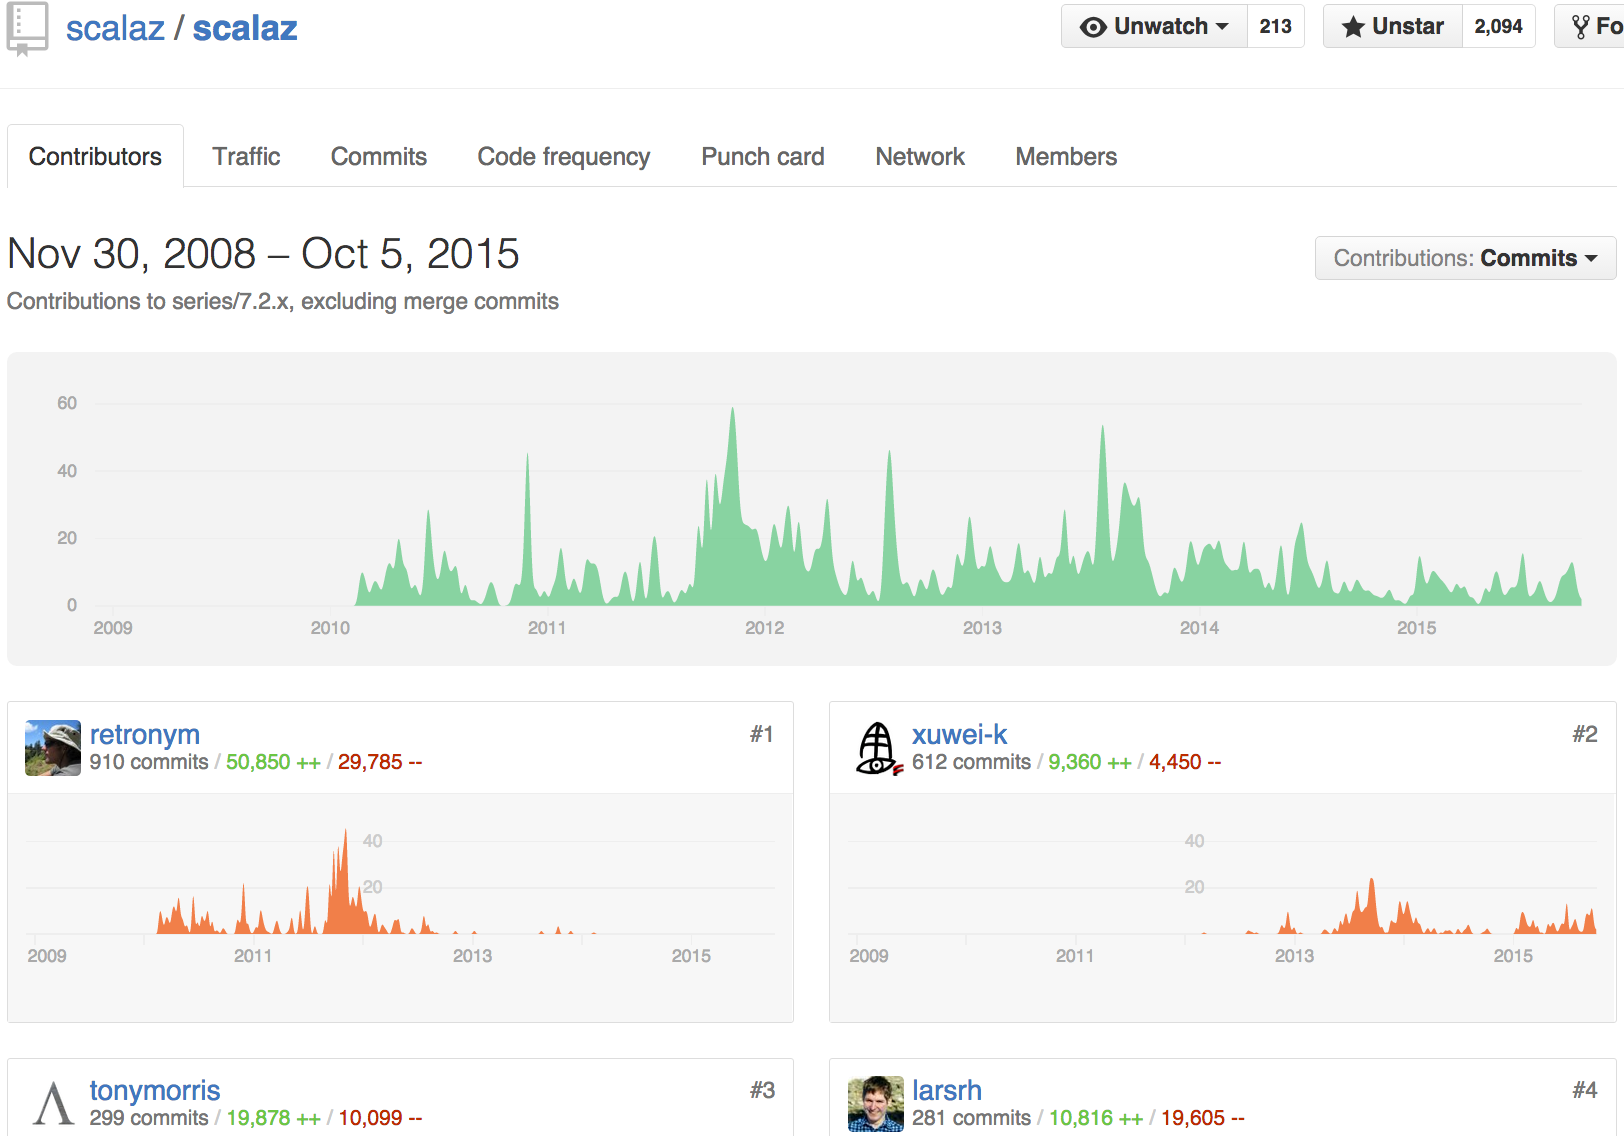 scalaz / scalaz
Unwatch 213
Unstar 2,094
Fo
Contributors Traffic Commits Code frequency Punch card Network Members
Nov 30, 2008 – Oct 5, 2015
Contributions: Commits
Contributions to series/7.2.x, excluding merge commits
60
40
20
0
2009 2010 2011 2012 2013 2014 2015
retronym #1
910 commits / 50,850 ++ / 29,785 --
40
20
2009 2011 2013 2015
xuwei-k #2
612 commits / 9,360 ++ / 4,450 --
40
20
2009 2011 2013 2015
tonymorris #3
299 commits / 19,878 ++ / 10,099 --
larsrh #4
281 commits / 10,816 ++ / 19,605 --